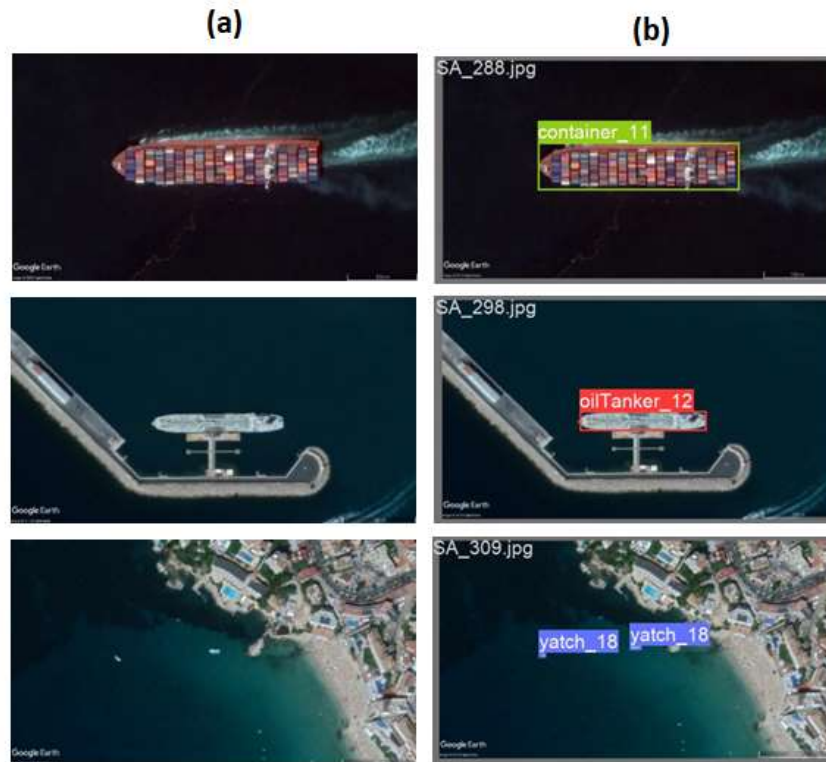 (a)
(b)
SA_288.jpg
container_11
Google Earth
Google Earth
SA_298.jpg
oilTanker_12
Google Earth
Google Earth
SA_309.jpg
yatch_18
yatch_18
Google Earth
Google Earth